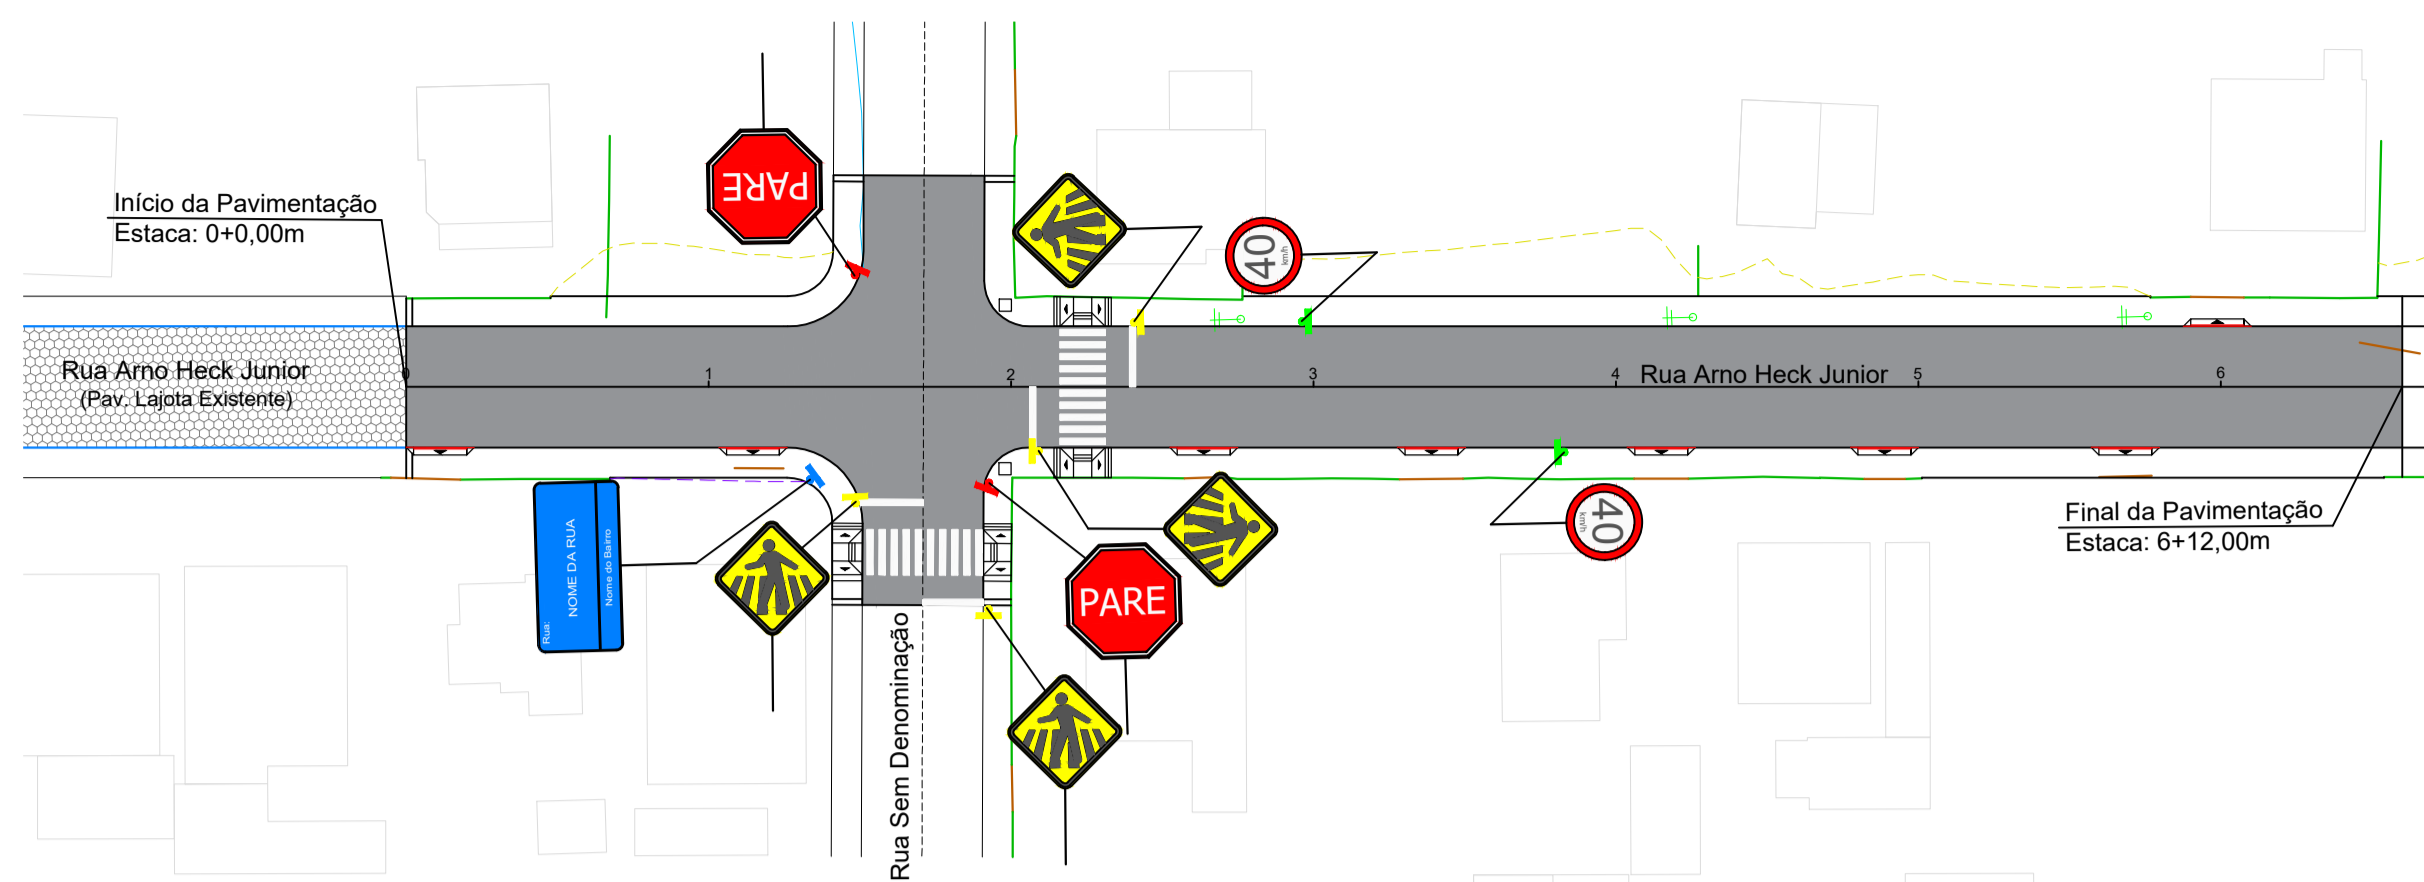 PARE
Início da Pavimentação
Estaca: 0+0,00m
40
km/h
Rua Arno Heck Junior
(Pav. Lajota Existente)
0
1
2
3
4
Rua Arno Heck Junior
5
6
Rua:
NOME DA RUA
Nome do Bairro
PARE
40
km/h
Final da Pavimentação
Estaca: 6+12,00m
Rua Sem Denominação